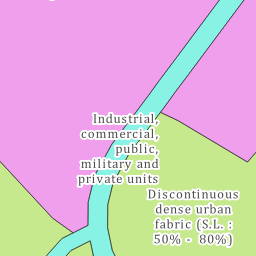 Industrial,
commercial,
public,
military and
private units
Discontinuous
dense urban
fabric (S.L. :
50% - 80%)